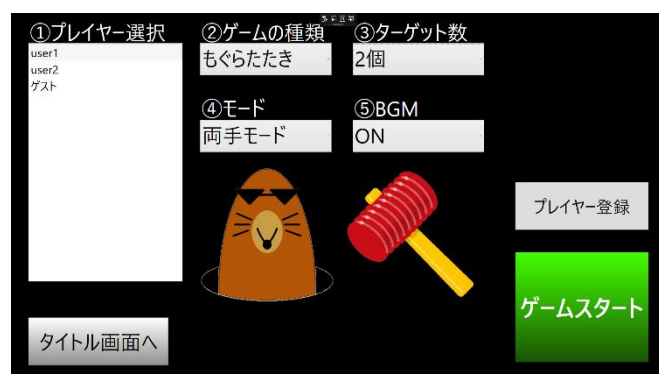 ①プレイヤー選択
user1
user2
ゲスト
②ゲームの種類
もぐらたたき
③ターゲット数
2個
④モード
両手モード
⑤BGM
ON
プレイヤー登録
ゲームスタート
タイトル画面へ